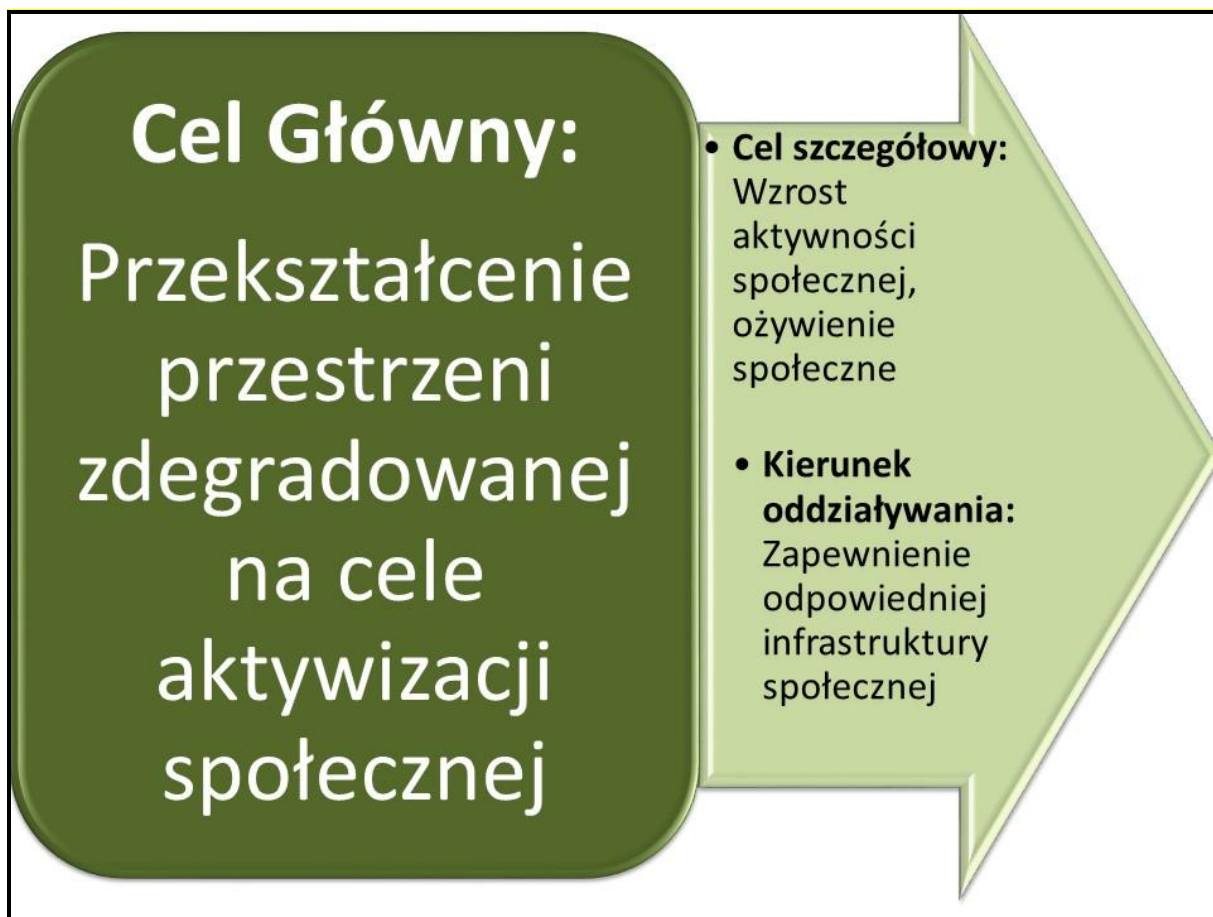 Cel Główny:
Przekształcenie
przestrzeni
zdegradowanej
na cele
aktywizacji
społecznej
• Cel szczegółowy:
Wzrost
aktywności
społecznej,
ożywienie
społeczne
• Kierunek
oddziaływania:
Zapewnienie
odpowiedniej
infrastruktury
społecznej